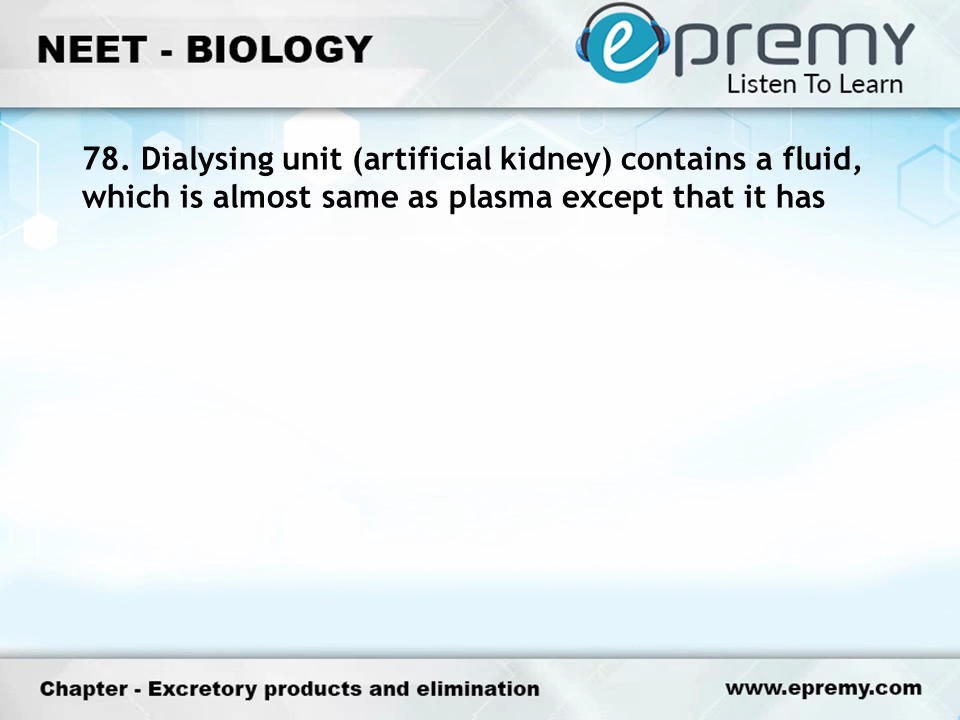 NEET - BIOLOGY
epremy
Listen To Learn
78. Dialysing unit (artificial kidney) contains a fluid,
which is almost same as plasma except that it has
Chapter - Excretory products and elimination
www.epremy.com